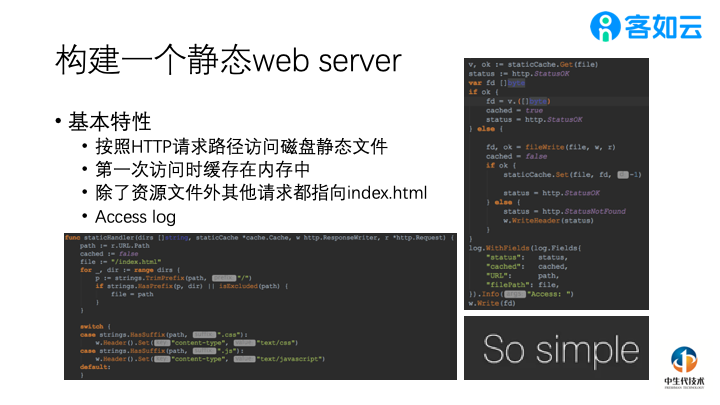 客如云
构建一个静态web server
• 基本特性
• 按照HTTP请求路径访问磁盘静态文件
• 第一次访问时缓存在内存中
• 除了资源文件外其他请求都指向index.html
• Access log
func staticHandler(dirs []string, staticCache *cache.Cache, w http.ResponseWriter, r *http.Request) {
path := r.URL.Path
cached := false
file := "/index.html"
for _, dir := range dirs {
p := strings.TrimPrefix(path, "/")
if strings.HasPrefix(p, dir) || isExcluded(path) {
file = path
}
}
switch {
case strings.HasSuffix(path, ".css"):
w.Header().Set("content-type", "text/css")
case strings.HasSuffix(path, ".js"):
w.Header().Set("content-type", "text/javascript")
default:
}
v, ok := staticCache.Get(file)
status := http.StatusOK
var fd []byte
if ok {
fd = v.([]byte)
cached = true
status = http.StatusOK
} else {
fd, ok = fileWrite(file, w, r)
cached = false
if ok {
staticCache.Set(file, fd, -1)
status = http.StatusOK
} else {
status = http.StatusNotFound
w.WriteHeader(status)
}
}
log.WithFields(log.Fields{
"status": status,
"cached": cached,
"URL": path,
"filePath": file,
}).Info("Access: ")
w.Write(fd)
So simple
中生代技术